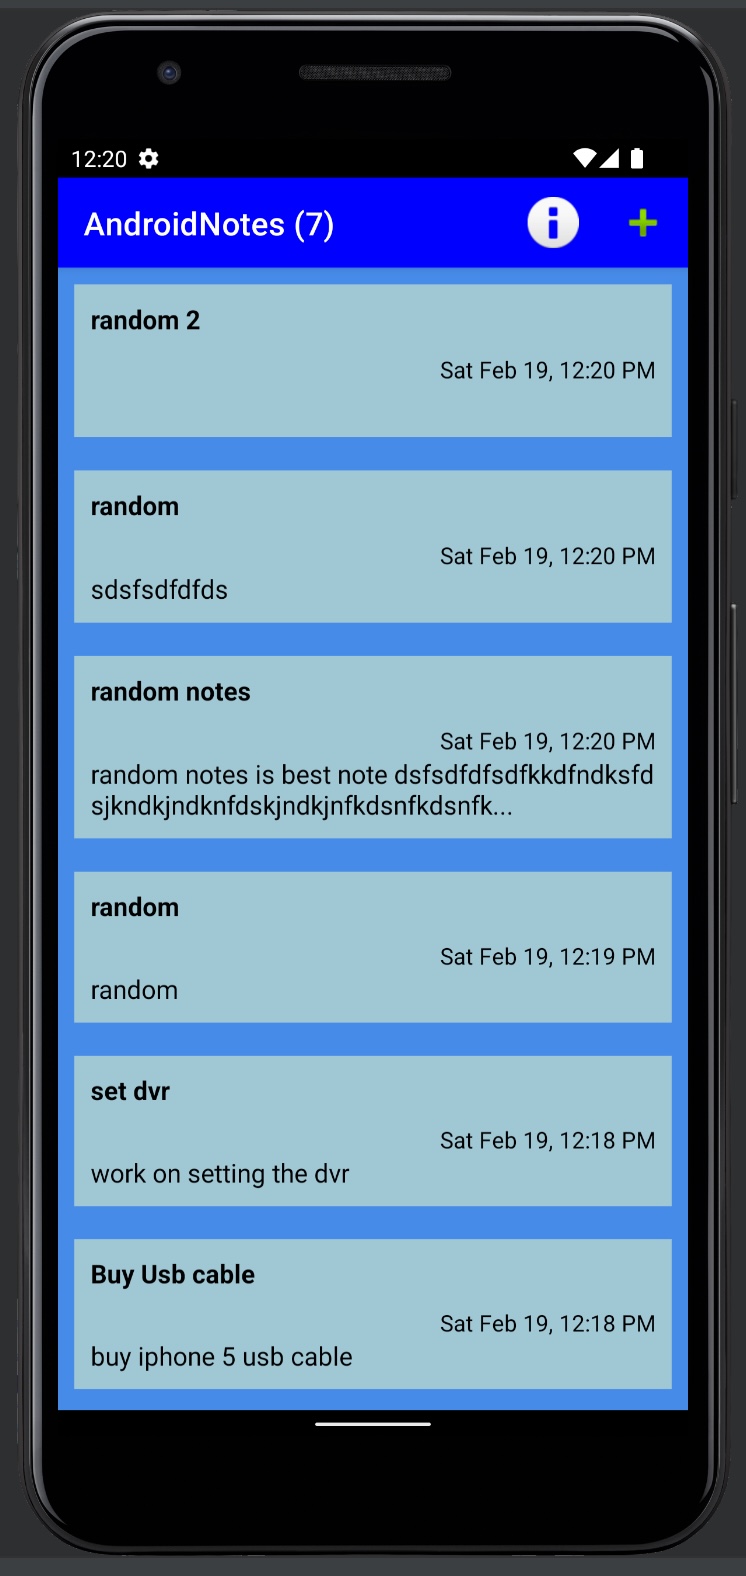 12:20
AndroidNotes (7)
random 2
Sat Feb 19, 12:20 PM
random
Sat Feb 19, 12:20 PM
sdsfsdfdfds
random notes
Sat Feb 19, 12:20 PM
random notes is best note dsfsdfdfsdfkkdfndksfd
sjkndkjndknfdskjndkjnfkdsnfkdsnfk...
random
Sat Feb 19, 12:19 PM
random
set dvr
Sat Feb 19, 12:18 PM
work on setting the dvr
Buy Usb cable
Sat Feb 19, 12:18 PM
buy iphone 5 usb cable